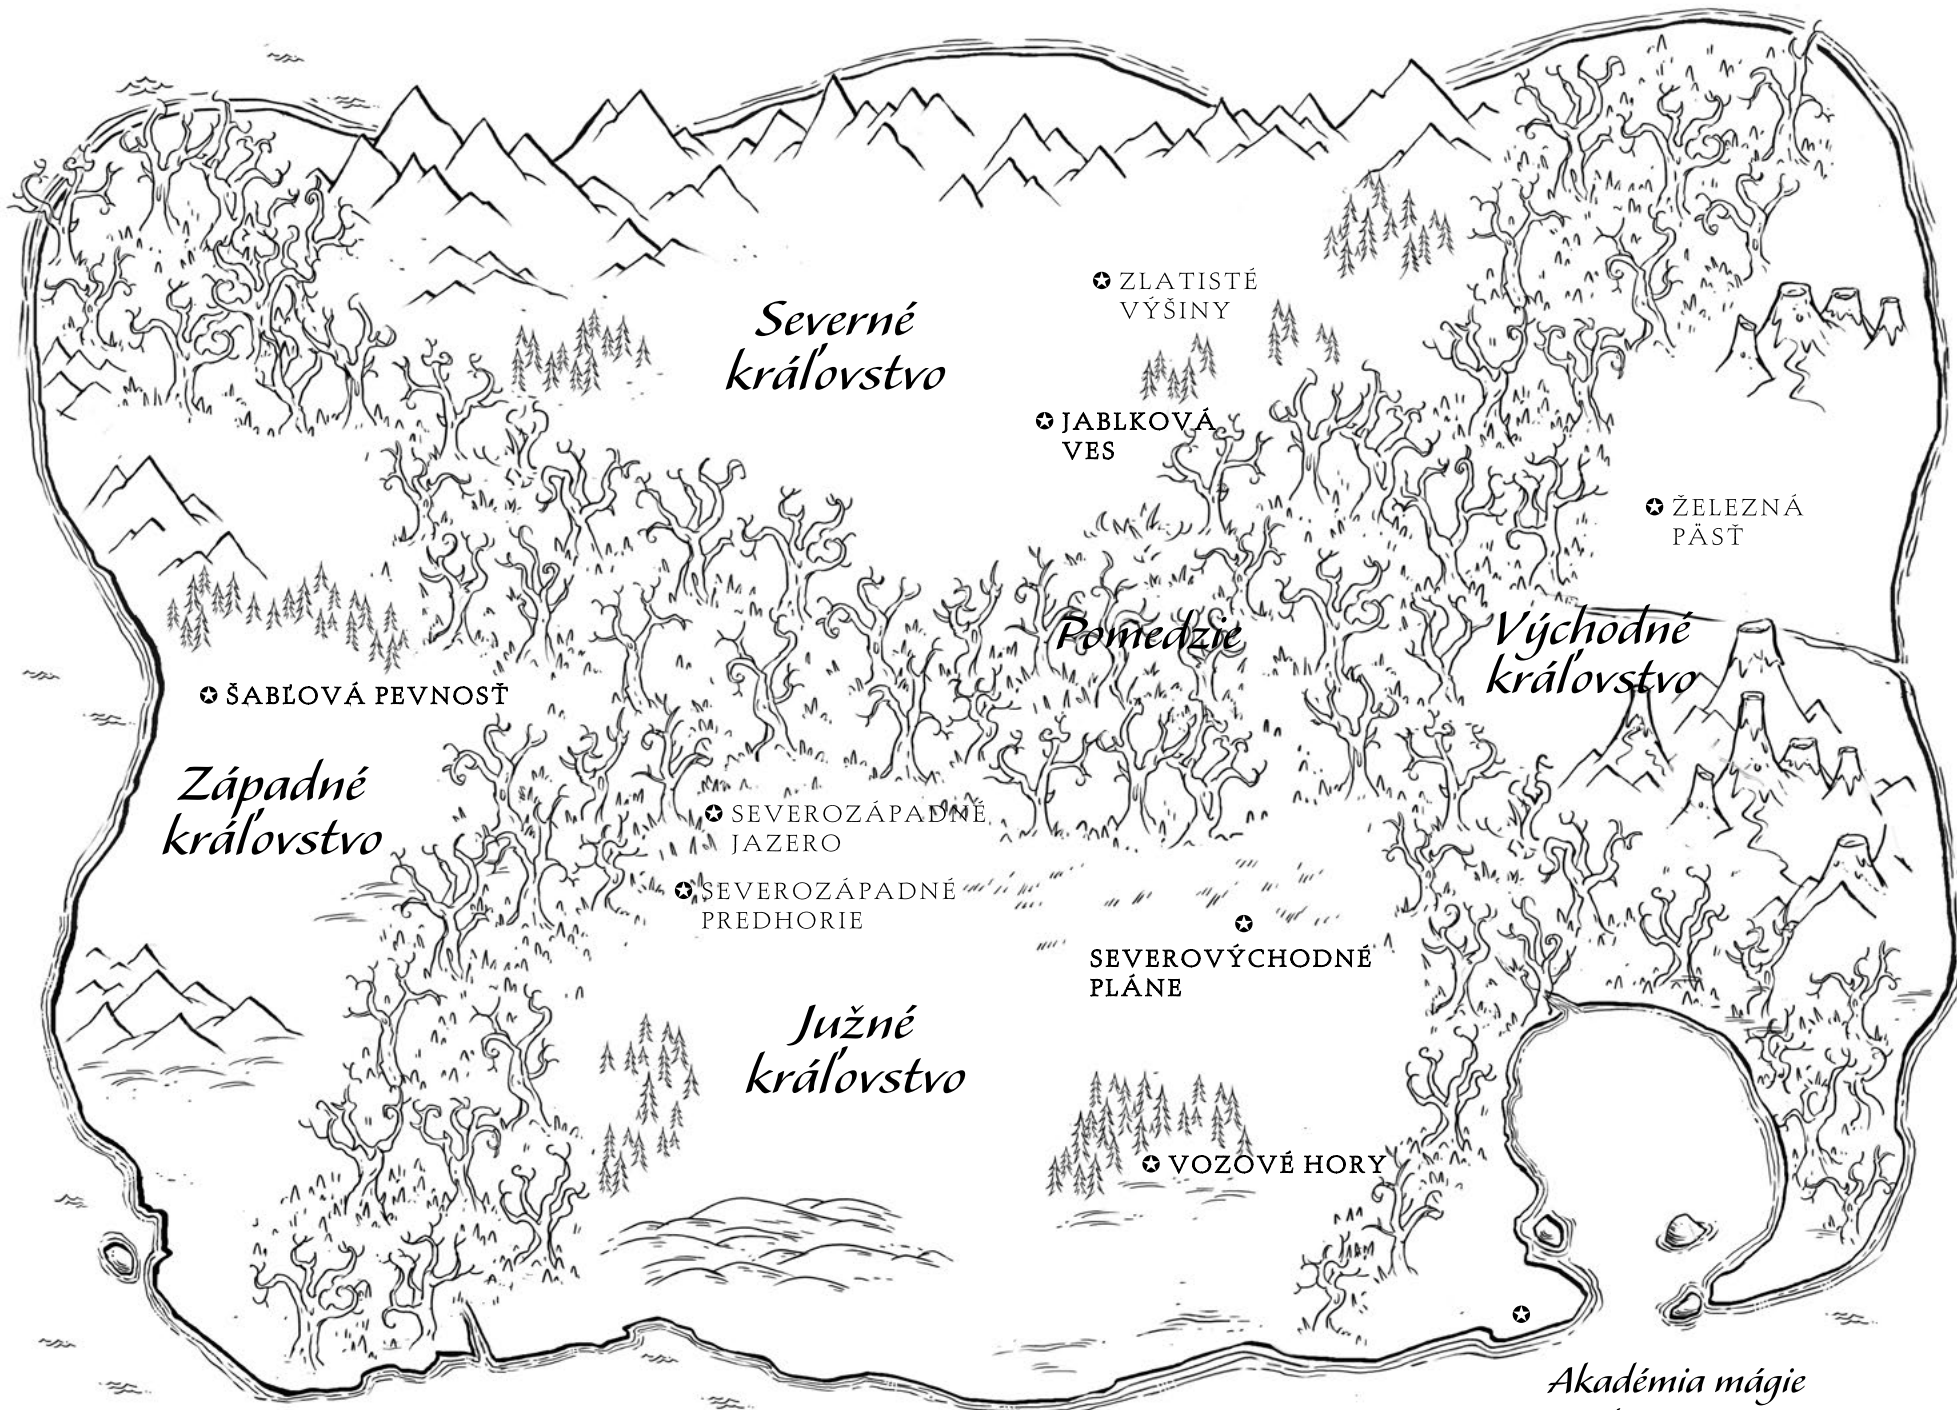 ZLATISTÉ
VÝŠINY
Severné
kráľovstvo
JABLKOVÁ
VES
ŽELEZNÁ
PÄSŤ
Pomedzie
Východné
kráľovstvo
ŠABĽOVÁ PEVNOSŤ
Západné
kráľovstvo
SEVEROZÁPADNÉ
JAZERO
SEVEROZÁPADNÉ
PREDHORIE
SEVEROVÝCHODNÉ
PLÁNE
Južné
kráľovstvo
VOZOVÉ HORY
Akadémia mágie